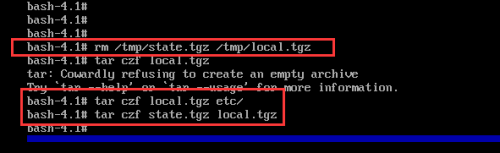 bash-4.1#
bash-4.1#
bash-4.1#
bash-4.1# rm /tmp/state.tgz /tmp/local.tgz
bash-4.1# tar czf local.tgz
tar: Cowardly refusing to create an empty archive
Try `tar --help' or `tar --usage' for more information.
bash-4.1# tar czf local.tgz etc/
bash-4.1# tar czf state.tgz local.tgz
bash-4.1#